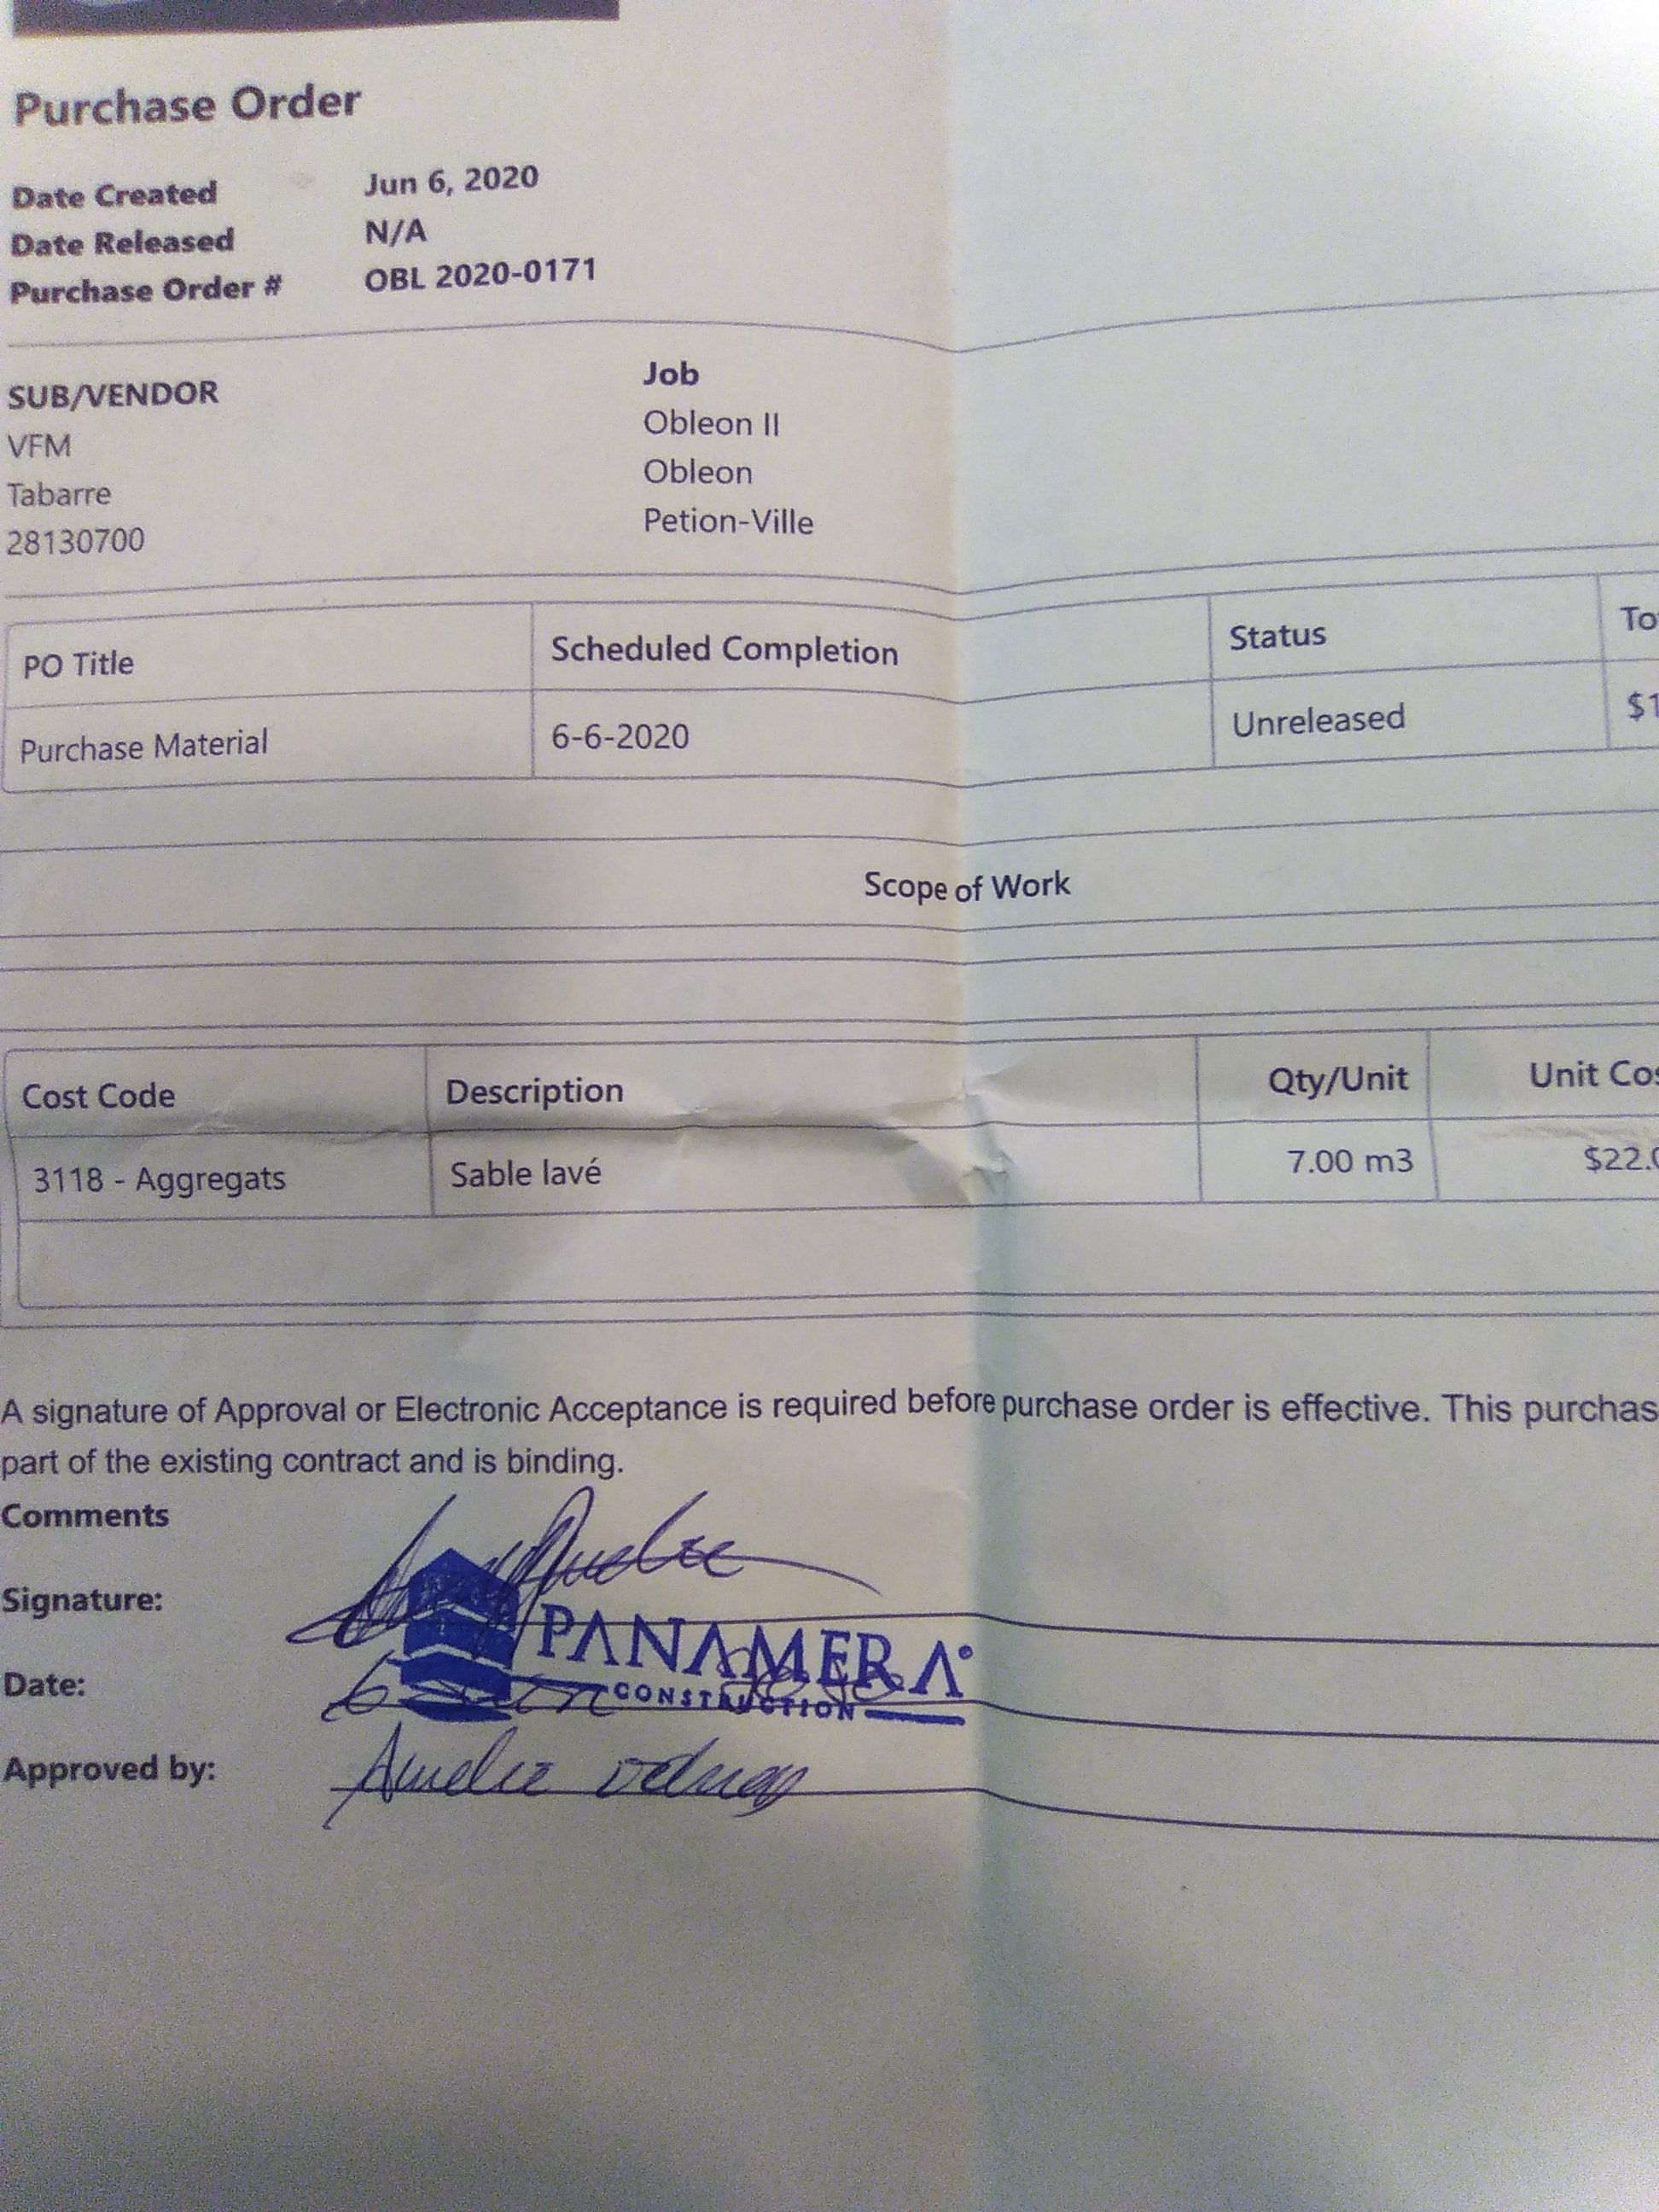 Purchase Order
Date Created Jun 6, 2020
Date Released N/A
Purchase Order # OBL 2020-0171
SUB/VENDOR
VFM
Tabarre
28130700
Job
Obleon II
Obleon
Petion-Ville
PO Title Scheduled Completion Status To
Purchase Material 6-6-2020 Unreleased $1
Scope of Work
Cost Code Description Qty/Unit Unit Cos
3118 - Aggregats Sable lavé 7.00 m3 $22.0
A signature of Approval or Electronic Acceptance is required before purchase order is effective. This purchas
part of the existing contract and is binding.
Comments
Signature:
PANAMERA
CONSTRUCTION
Date: 6 Juin 2020
Approved by: Amelie